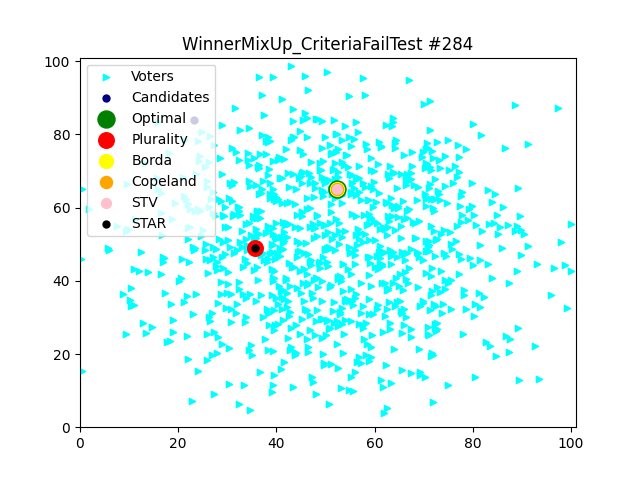 WinnerMixUp_CriteriaFailTest #284
100
80
60
40
20
0
Voters
Candidates
Optimal
Plurality
Borda
Copeland
STV
STAR
0 20 40 60 80 100